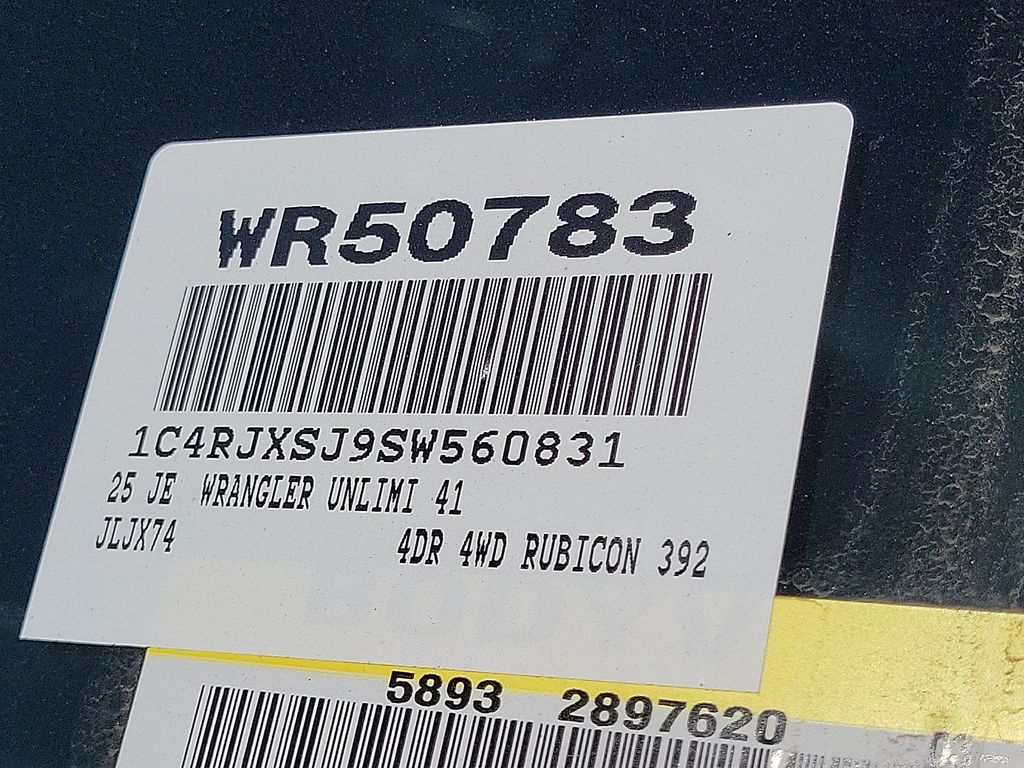 WR50783
1C4RJXSJ9SW560831
25 JE WRANGLER UNLIMI 41
JLJX74 4DR 4WD RUBICON 392
5893 2897620